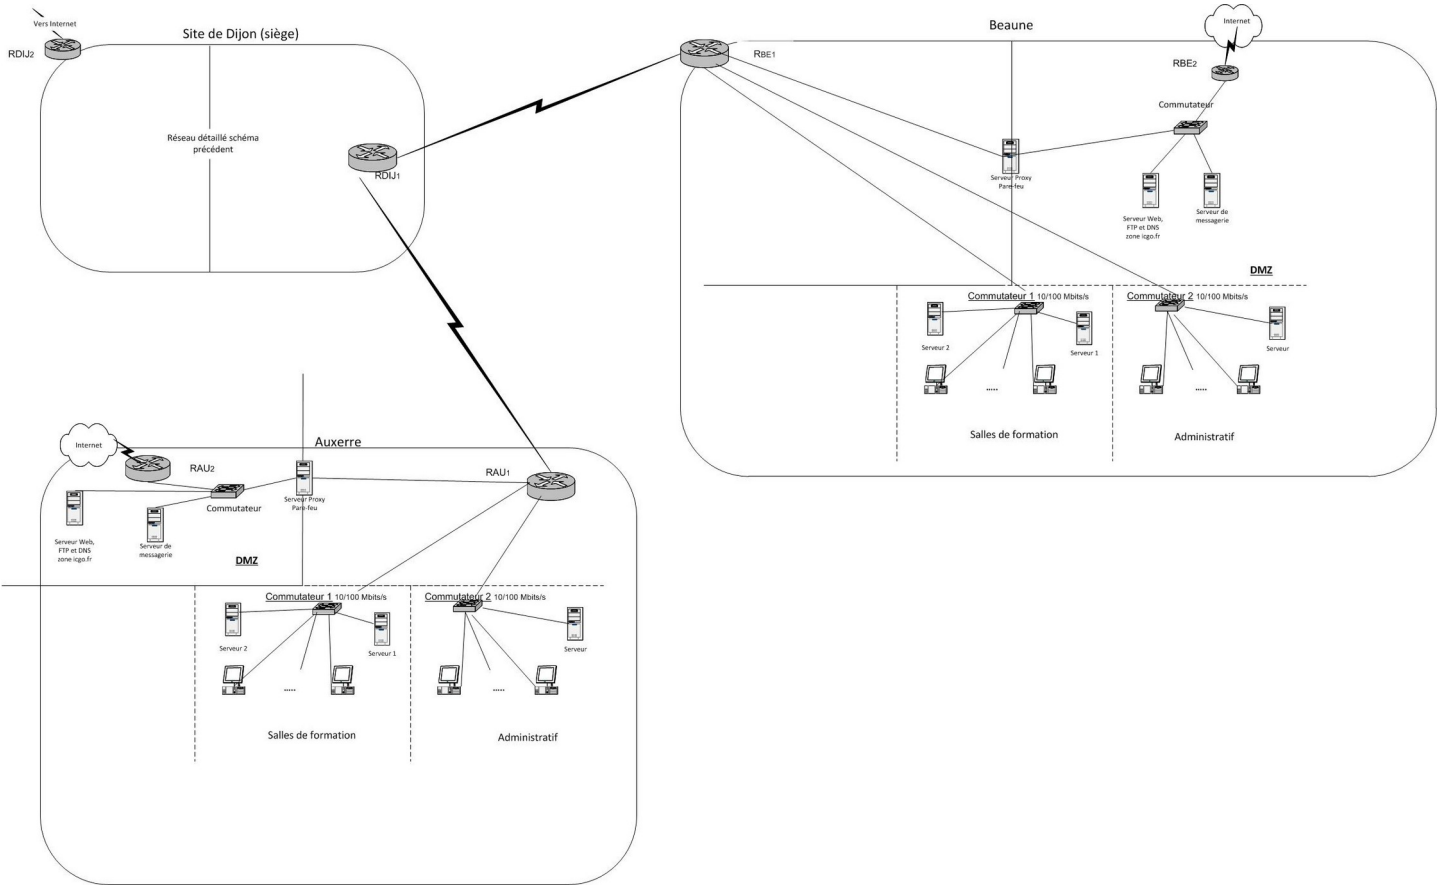 Vers Internet
RDIJ2
Site de Dijon (siège)
Réseau détaillé schéma
précédent
RDIJ1
Beaune
Internet
RBE1
RBE2
Commutateur
Serveur Proxy
Pare-feu
Serveur Web,
FTP et DNS
zone icgo.fr
Serveur de
messagerie
DMZ
Commutateur 1 10/100 Mbits/s
Commutateur 2 10/100 Mbits/s
Serveur 2
Serveur 1
Serveur
.....
.....
Salles de formation
Administratif
Auxerre
Internet
RAU2
RAU1
Commutateur
Serveur Proxy
Pare-feu
Serveur Web,
FTP et DNS
zone icgo.fr
Serveur de
messagerie
DMZ
Commutateur 1 10/100 Mbits/s
Commutateur 2 10/100 Mbits/s
Serveur 2
Serveur 1
Serveur
.....
.....
Salles de formation
Administratif